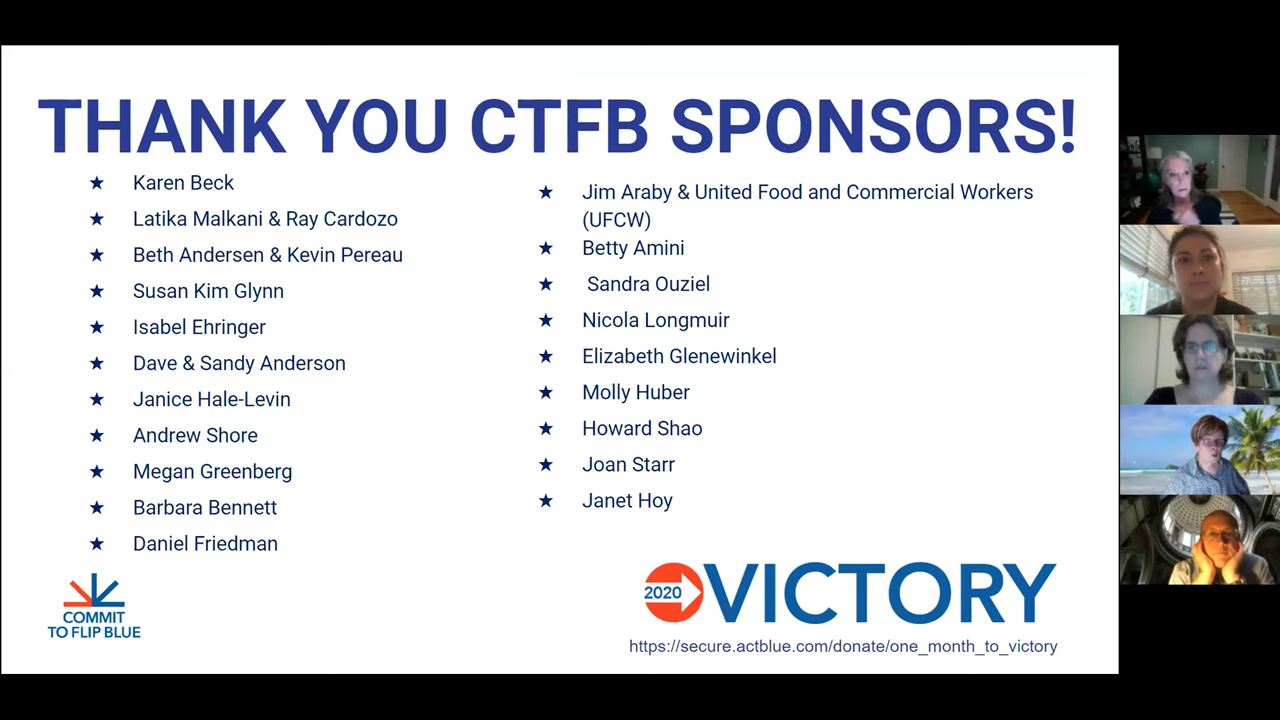 THANK YOU CTFB SPONSORS!
★ Karen Beck
★ Latika Malkani & Ray Cardozo
★ Beth Andersen & Kevin Pereau
★ Susan Kim Glynn
★ Isabel Ehringer
★ Dave & Sandy Anderson
★ Janice Hale-Levin
★ Andrew Shore
★ Megan Greenberg
★ Barbara Bennett
★ Daniel Friedman
★ Jim Araby & United Food and Commercial Workers
(UFCW)
★ Betty Amini
★ Sandra Ouziel
★ Nicola Longmuir
★ Elizabeth Glenewinkel
★ Molly Huber
★ Howard Shao
★ Joan Starr
★ Janet Hoy
COMMIT
TO FLIP BLUE
2020 VICTORY
https://secure.actblue.com/donate/one_month_to_victory